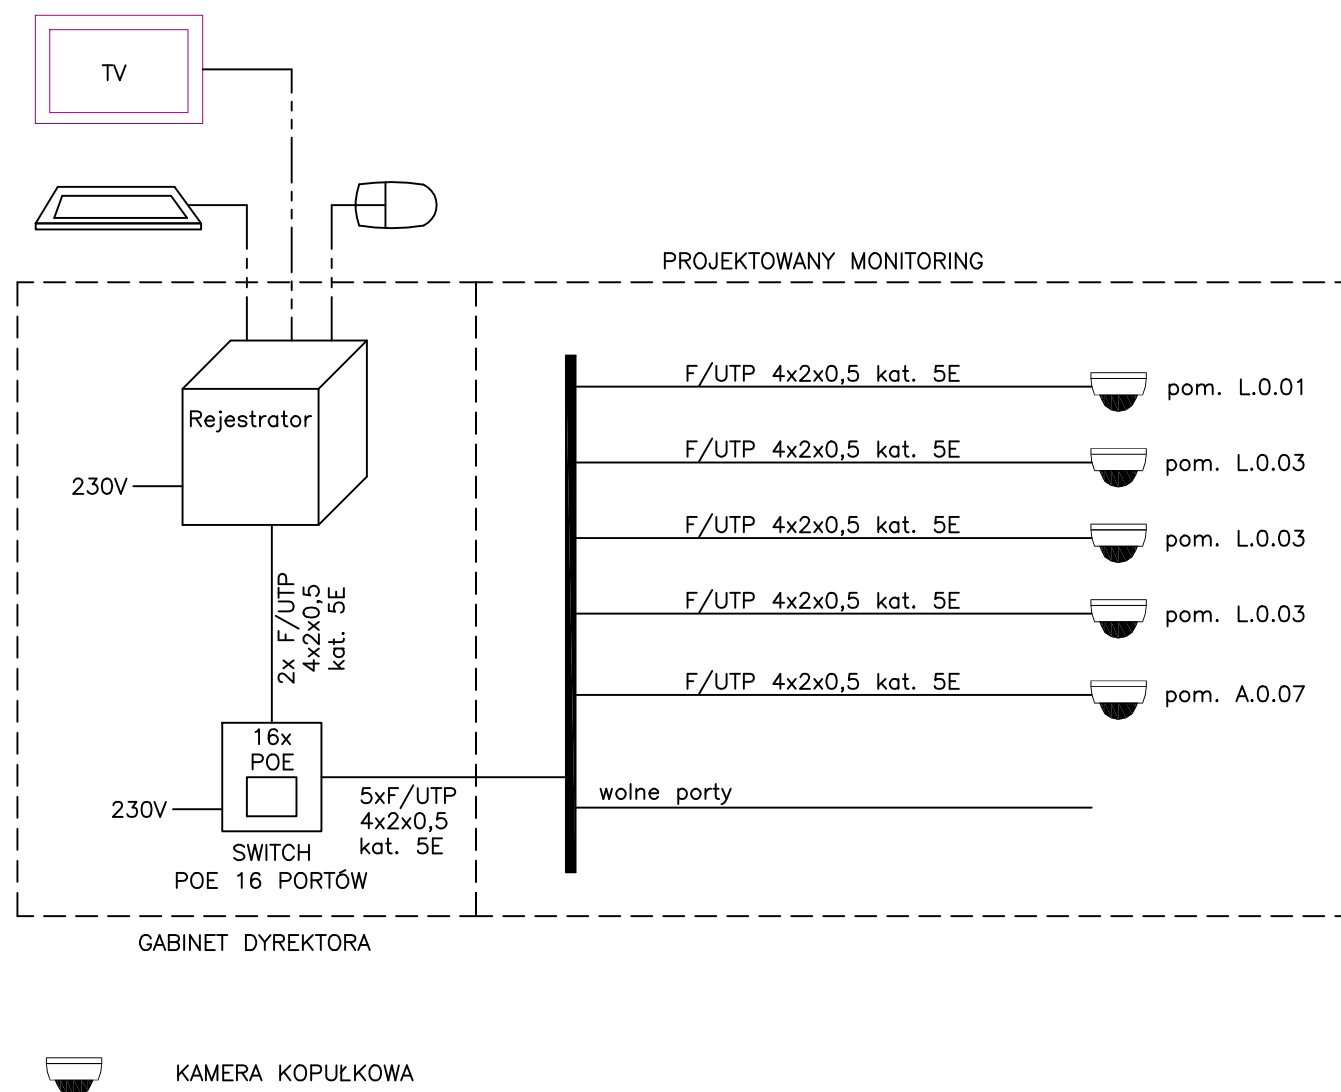 TV
PROJEKTOWANY MONITORING
Rejestrator
230V
2x F/UTP
4x2x0,5
kat. 5E
16x
POE
230V
SWITCH
POE 16 PORTÓW
5xF/UTP
4x2x0,5
kat. 5E
F/UTP 4x2x0,5 kat. 5E
pom. L.0.01
F/UTP 4x2x0,5 kat. 5E
pom. L.0.03
F/UTP 4x2x0,5 kat. 5E
pom. L.0.03
F/UTP 4x2x0,5 kat. 5E
pom. L.0.03
F/UTP 4x2x0,5 kat. 5E
pom. A.0.07
wolne porty
GABINET DYREKTORA
KAMERA KOPUŁKOWA